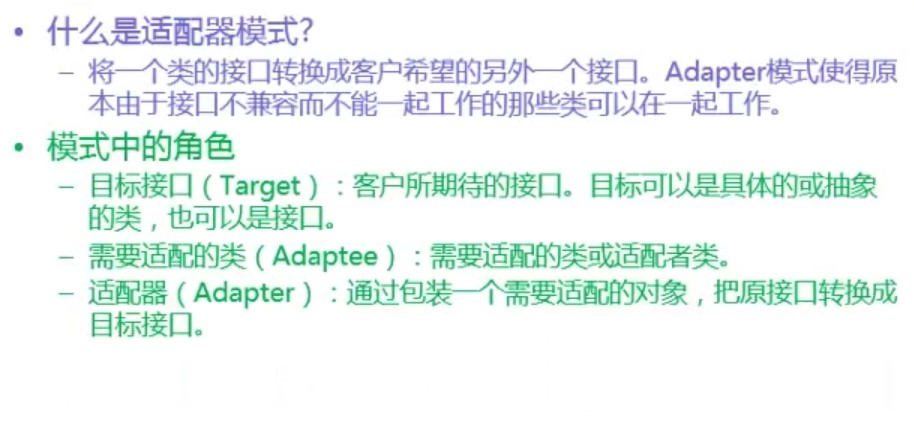 • 什么是适配器模式?
– 将一个类的接口转换成客户希望的另外一个接口。Adapter模式使得原
本由于接口不兼容而不能一起工作的那些类可以在一起工作。
• 模式中的角色
– 目标接口（Target）：客户所期待的接口。目标可以是具体的或抽象
的类，也可以是接口。
– 需要适配的类（Adaptee）：需要适配的类或适配者类。
– 适配器（Adapter）：通过包装一个需要适配的对象，把原接口转换成
目标接口。